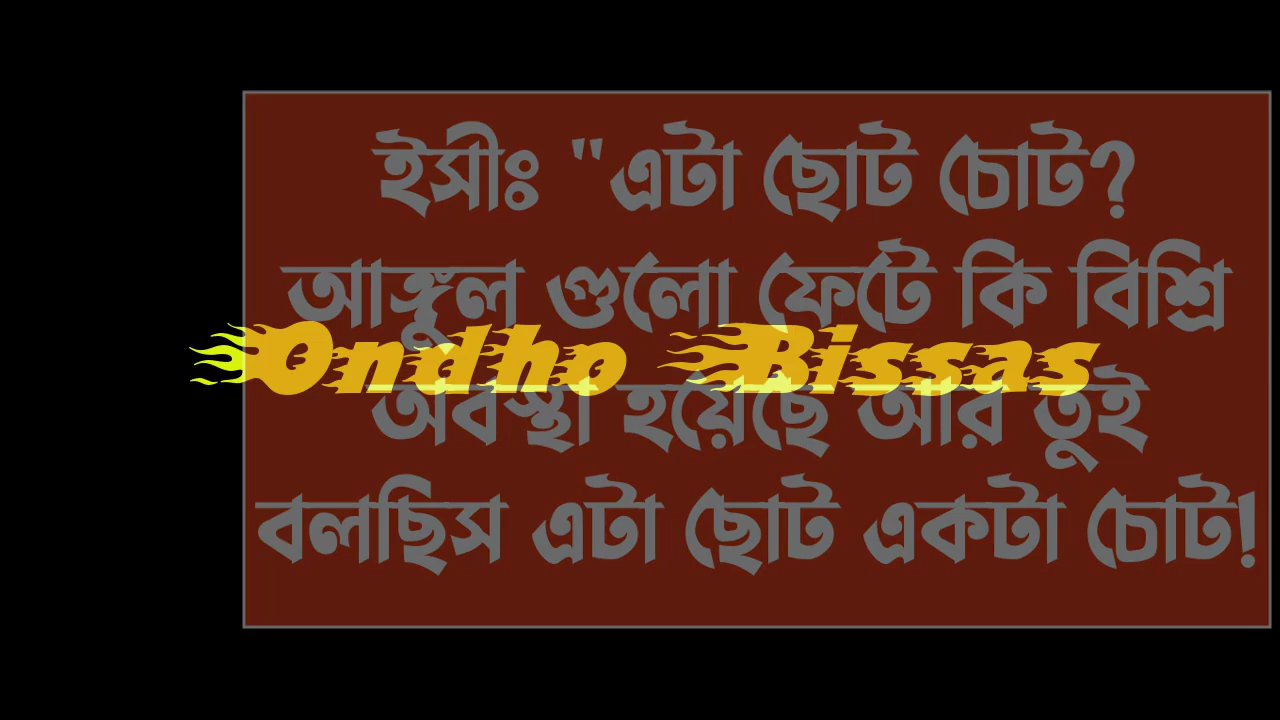 ইসীঃ "এটা ছোট চোট?
আঙ্গুল গুলো ফেটে কি বিশ্রি
Ondho Bissas
অবস্থা হয়েছে আর তুই
বলছিস এটা ছোট একটা চোট!